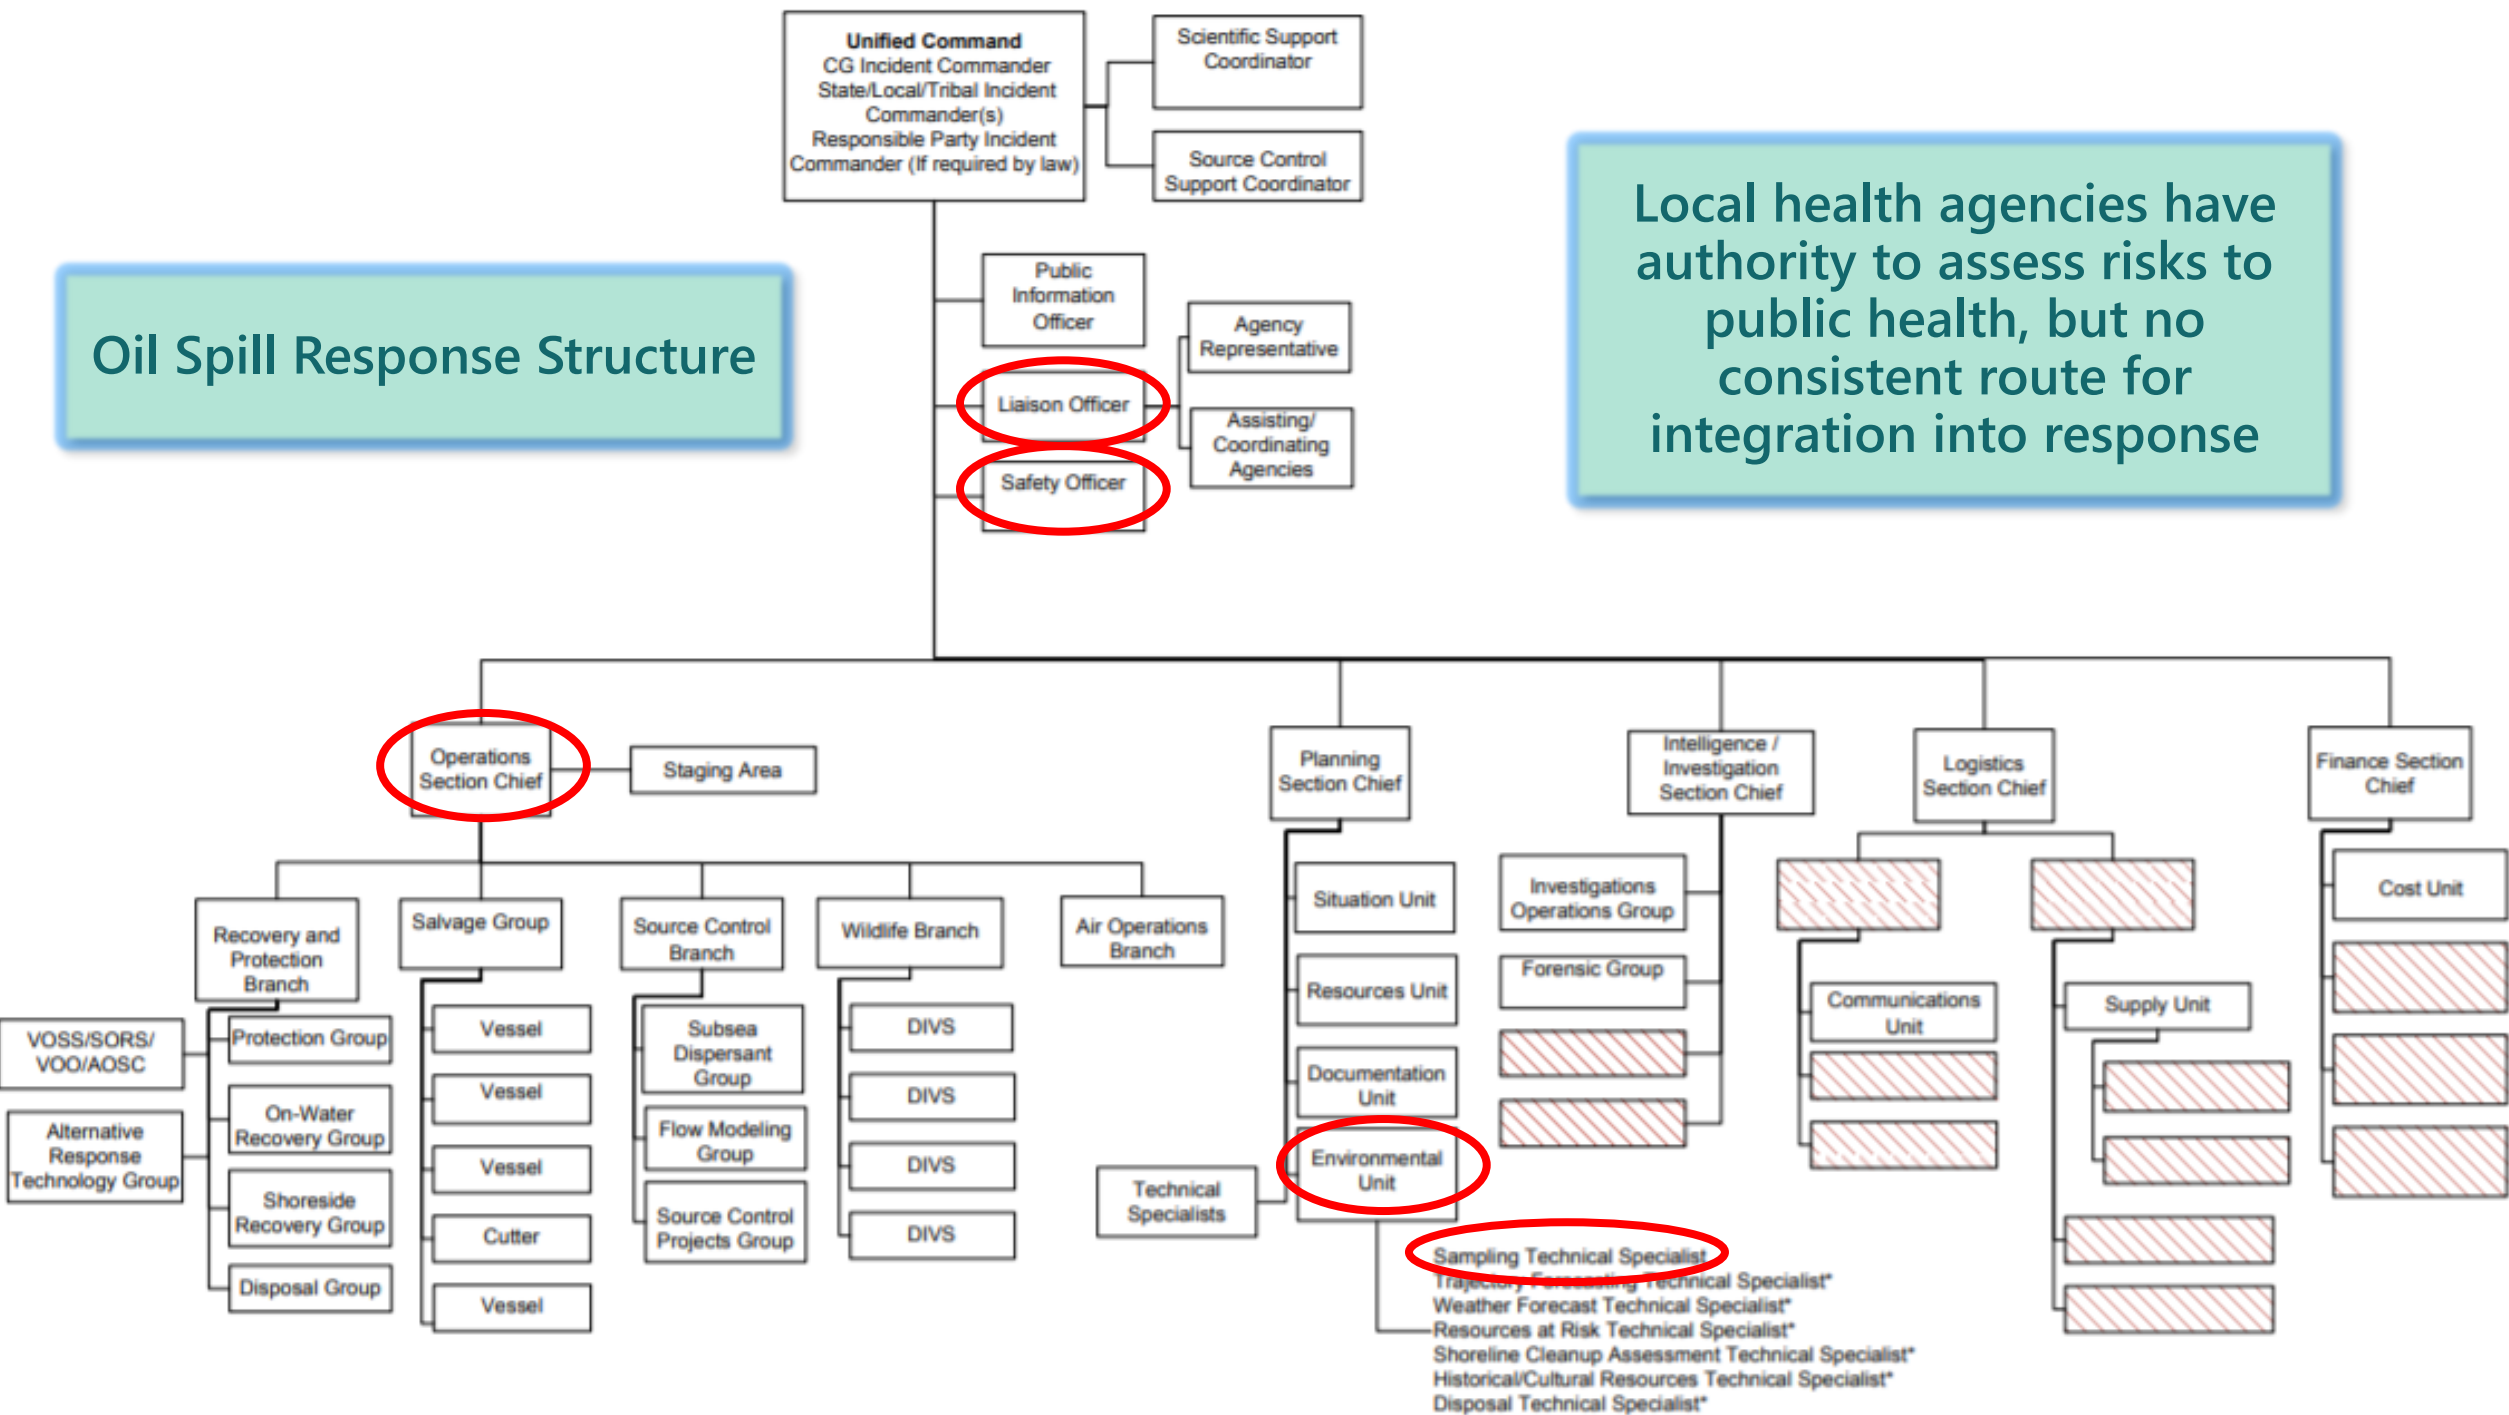 Unified Command
CG Incident Commander
State/Local/Tribal Incident
Commander(s)
Responsible Party Incident
Commander (If required by law)
Scientific Support
Coordinator
Source Control
Support Coordinator
Local health agencies have
authority to assess risks to
public health, but no
consistent route for
integration into response
Oil Spill Response Structure
Public
Information
Officer
Liaison Officer
Agency
Representative
Assisting/
Coordinating
Agencies
Safety Officer
Operations
Section Chief
Staging Area
Planning
Section Chief
Intelligence /
Investigation
Section Chief
Logistics
Section Chief
Finance Section
Chief
Recovery and
Protection
Branch
Salvage Group
Source Control
Branch
Wildlife Branch
Air Operations
Branch
VOSS/SORS/
VOO/AOSC
Alternative
Response
Technology Group
Protection Group
On-Water
Recovery Group
Shoreside
Recovery Group
Disposal Group
Vessel
Vessel
Vessel
Cutter
Vessel
Subsea
Dispersant
Group
Flow Modeling
Group
Source Control
Projects Group
DIVS
DIVS
DIVS
DIVS
Situation Unit
Resources Unit
Documentation
Unit
Environmental
Unit
Technical
Specialists
Sampling Technical Specialist
Trajectory Forecasting Technical Specialist*
Weather Forecast Technical Specialist*
Resources at Risk Technical Specialist*
Shoreline Cleanup Assessment Technical Specialist*
Historical/Cultural Resources Technical Specialist*
Disposal Technical Specialist*
Investigations
Operations Group
Forensic Group
Communications
Unit
Supply Unit
Cost Unit